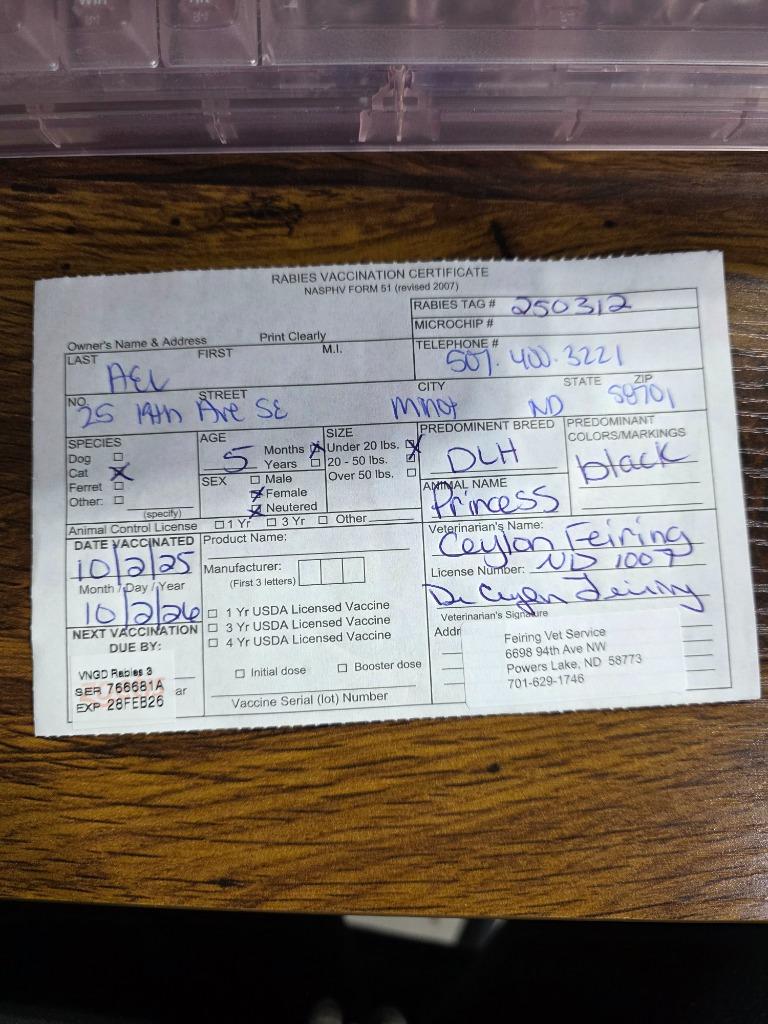 RABIES VACCINATION CERTIFICATE
NASPHV FORM 51 (revised 2007)
RABIES TAG # 250312
MICROCHIP #
Owner's Name & Address Print Clearly
LAST FIRST M.I.
TELEPHONE # 507.400.3221
NO. STREET CITY STATE ZIP
25 19th Ave SE Minot ND 58701
SPECIES
Dog
Cat
Ferret
Other:
(specify)
AGE
5 Months
Years
SEX Male
Female
Neutered
SIZE
Under 20 lbs.
20 - 50 lbs.
Over 50 lbs.
PREDOMINENT BREED
DLH
ANIMAL NAME
Princess
PREDOMINANT
COLORS/MARKINGS
black
Animal Control License 1 Yr 3 Yr Other
DATE VACCINATED
10/2/25
Month / Day / Year
10/2/26
NEXT VACCINATION
DUE BY:
VNGD Rabies 3
SER 766681A
EXP 28FEB26
ar
Product Name:
Manufacturer:
(First 3 letters)
1 Yr USDA Licensed Vaccine
3 Yr USDA Licensed Vaccine
4 Yr USDA Licensed Vaccine
Initial dose Booster dose
Vaccine Serial (lot) Number
Veterinarian's Name:
Ceylon Feiring
License Number: ND 1007
Dr Ceylon Feiring
Veterinarian's Signature
Addr
Feiring Vet Service
6698 94th Ave NW
Powers Lake, ND 58773
701-629-1746